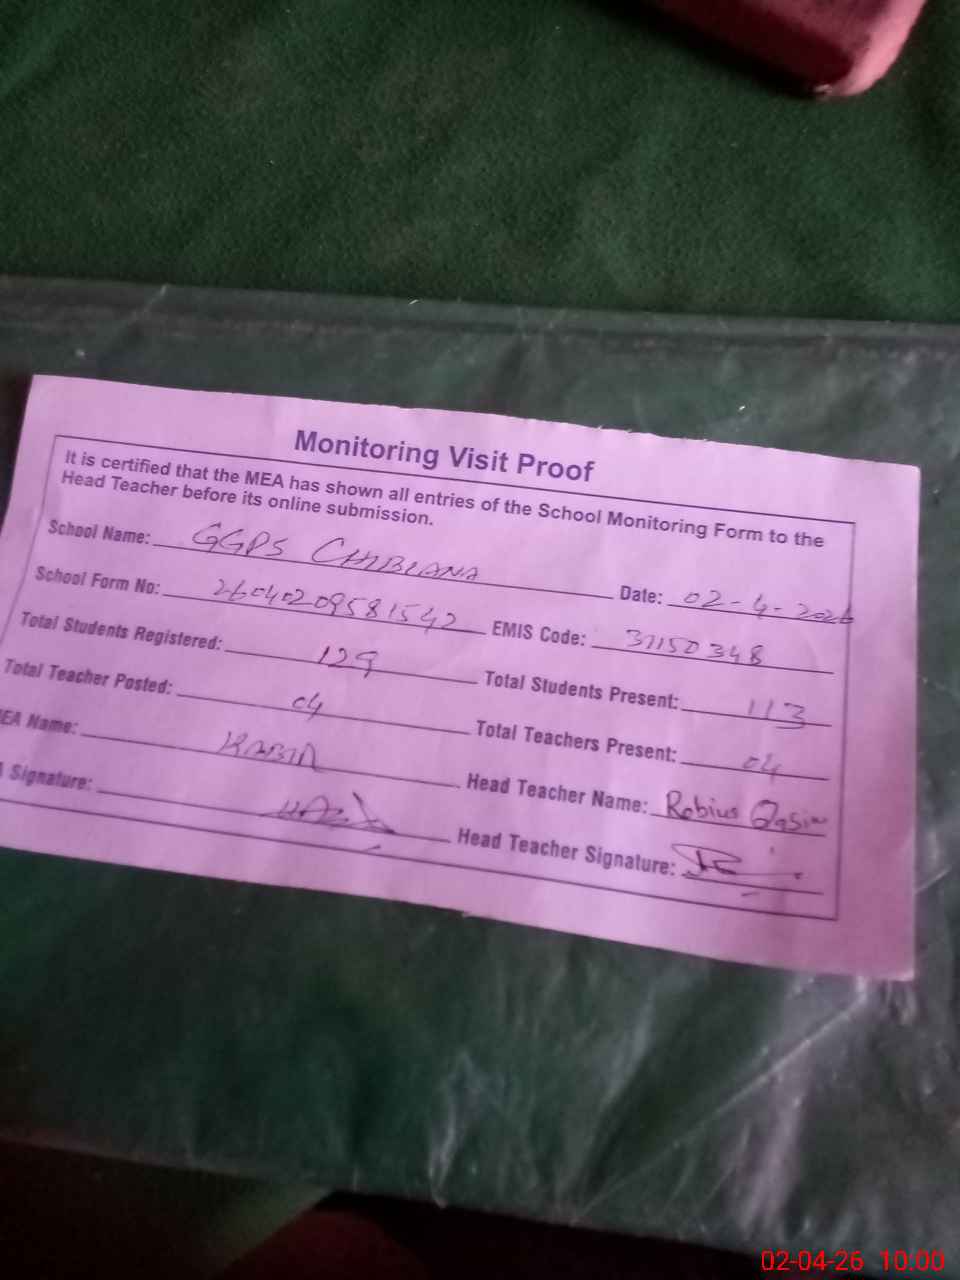 Monitoring Visit Proof
It is certified that the MEA has shown all entries of the School Monitoring Form to the
Head Teacher before its online submission.
School Name: GGPS CHIBIANA Date: 02-4-2026
School Form No: 26040209581542 EMIS Code: 31150348
Total Students Registered: 129 Total Students Present: 113
Total Teacher Posted: 04 Total Teachers Present: 04
EA Name: Head Teacher Name: Robius Qasim
Signature: Head Teacher Signature:
02-04-26 10:00